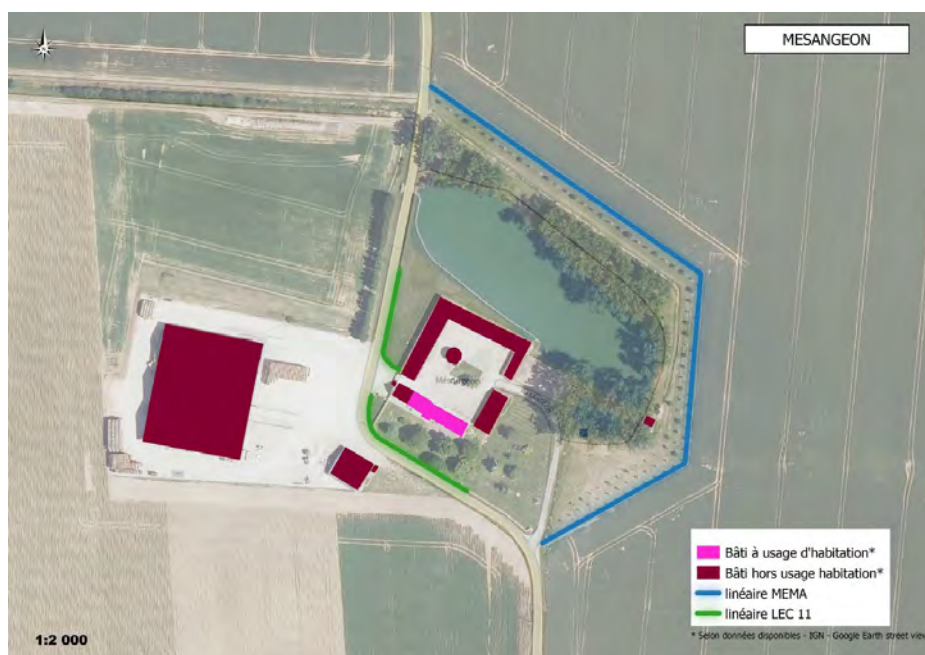 MESANGEON
Mésangeon
Bâti à usage d'habitation*
Bâti hors usage habitation*
linéaire MEMA
linéaire LEC 11
* Selon données disponibles - IGN - Google Earth street view
1:2 000